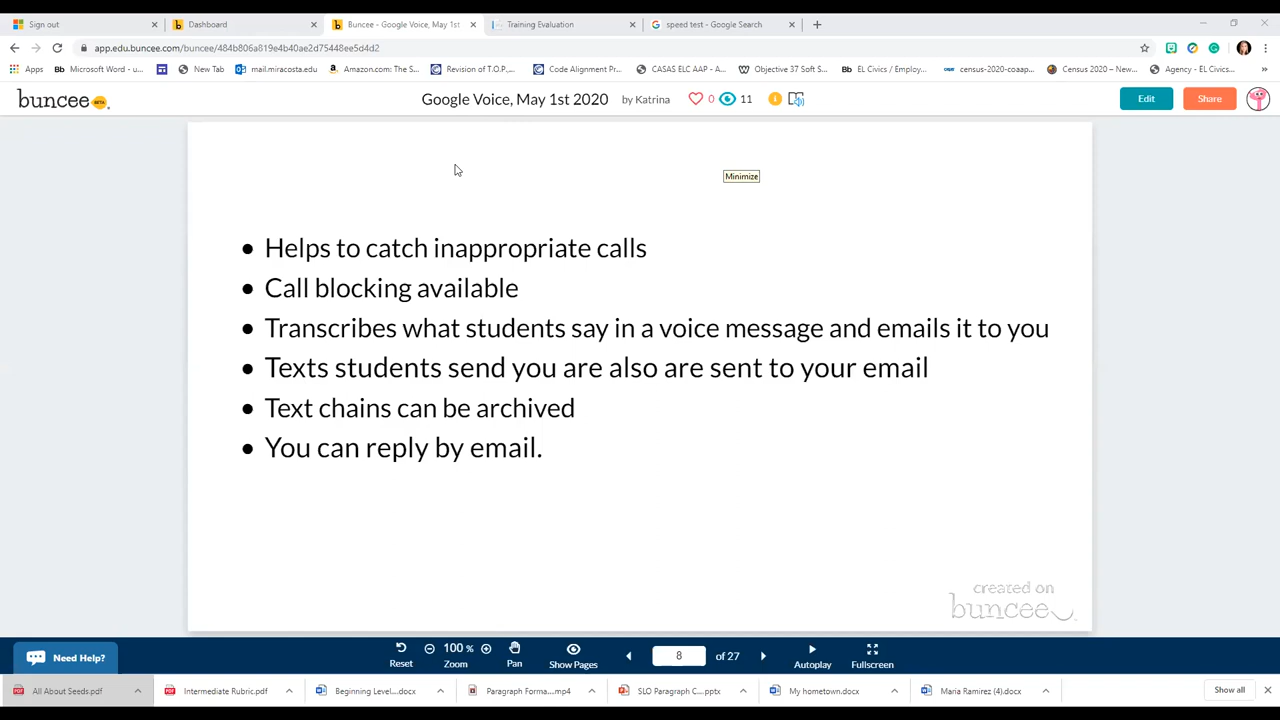 Sign out
Dashboard
Buncee - Google Voice, May 1st
Training Evaluation
speed test - Google Search
app.edu.buncee.com/buncee/484b806a819e4b40ae2d75448ee5d4d2
Apps
Microsoft Word - u...
New Tab
mail.miracosta.edu
Amazon.com: The S...
Revision of T.O.P....
Code Alignment Pr...
CASAS ELC AAP - A...
Objective 37 Soft S...
EL Civics / Employ...
census-2020-coaap...
Census 2020 – New...
Agency - EL Civics...
buncee BETA
Google Voice, May 1st 2020 by Katrina 0 11
Edit
Share
Minimize
• Helps to catch inappropriate calls
• Call blocking available
• Transcribes what students say in a voice message and emails it to you
• Texts students send you are also are sent to your email
• Text chains can be archived
• You can reply by email.
created on
buncee
Need Help?
Reset
100 %
Zoom
Pan
Show Pages
8 of 27
Autoplay
Fullscreen
All About Seeds.pdf
Intermediate Rubric.pdf
Beginning Level....docx
Paragraph Forma....mp4
SLO Paragraph C....pptx
My hometown.docx
Maria Ramirez (4).docx
Show all